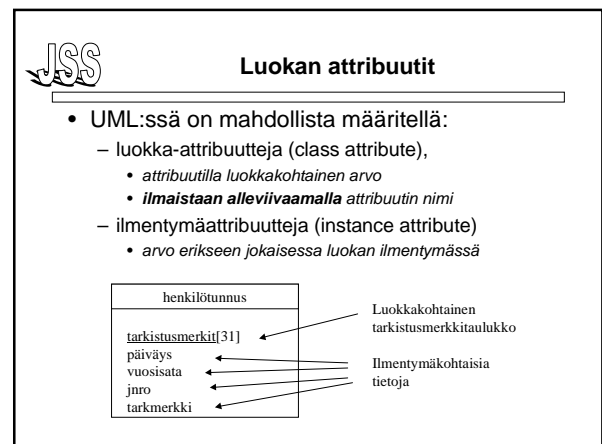 JSS
Luokan attribuutit
• UML:ssä on mahdollista määritellä:
– luokka-attribuutteja (class attribute),
• attribuutilla luokkakohtainen arvo
• ilmaistaan alleviivaamalla attribuutin nimi
– ilmentymäattribuutteja (instance attribute)
• arvo erikseen jokaisessa luokan ilmentymässä
henkilötunnus
tarkistusmerkit[31]
päiväys
vuosisata
jnro
tarkmerkki
Luokkakohtainen
tarkistusmerkkitaulukko
Ilmentymäkohtaisia
tietoja